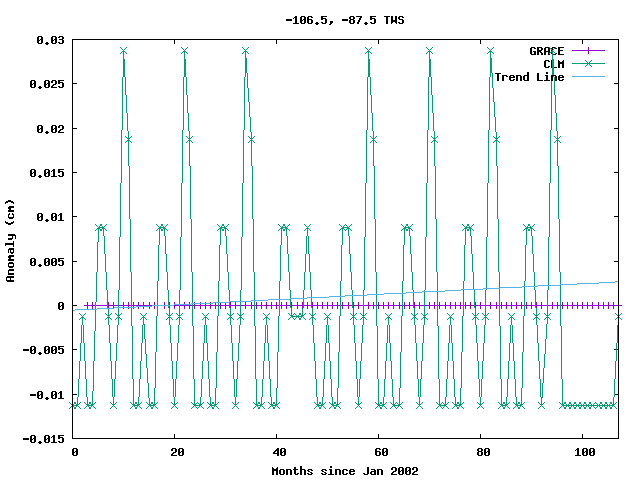 -106.5, -87.5 TWS
GRACE
CLM
Trend Line
0.03
0.025
0.02
0.015
0.01
0.005
0
-0.005
-0.01
-0.015
Anomaly (cm)
0 20 40 60 80 100
Months since Jan 2002